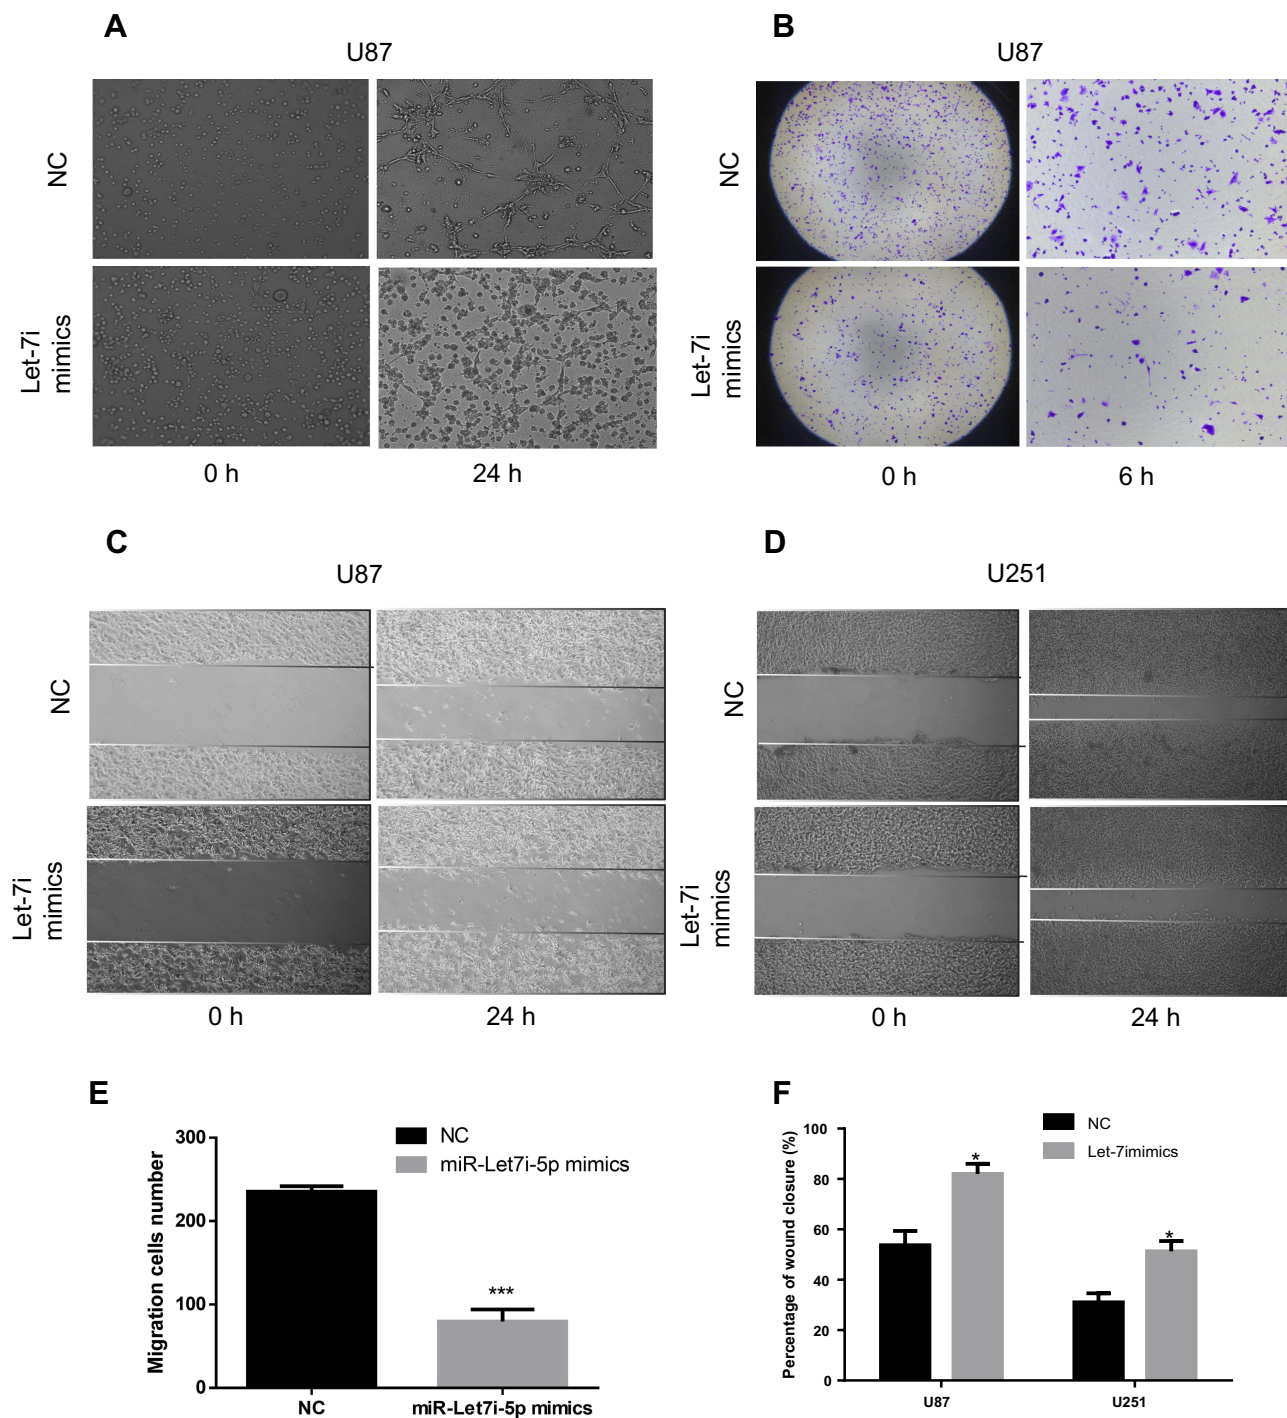 A
U87
NC
Let-7i
mimics
0 h
24 h
B
U87
NC
Let-7i
mimics
0 h
6 h
C
U87
NC
Let-7i
mimics
0 h
24 h
D
U251
NC
Let-7i
mimics
0 h
24 h
E
NC
miR-Let7i-5p mimics
Migration cells number
300
200
100
0
***
NC
miR-Let7i-5p mimics
F
NC
Let-7imimics
Percentage of wound closure (%)
100
80
60
40
20
0
*
*
U87
U251